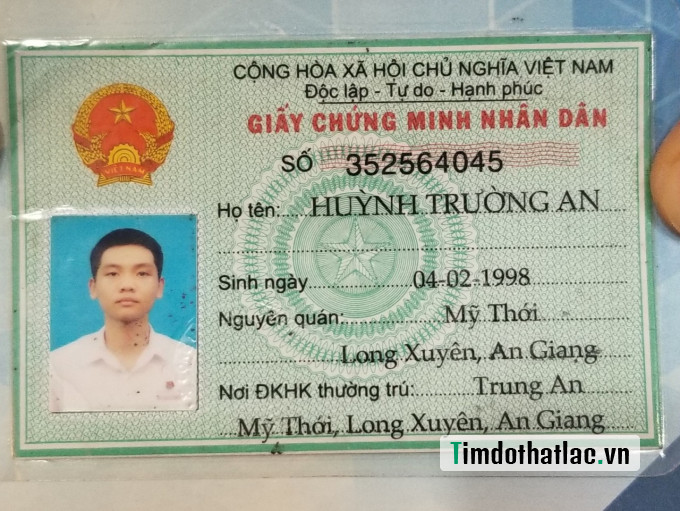 CỘNG HÒA XÃ HỘI CHỦ NGHĨA VIỆT NAM
Độc lập - Tự do - Hạnh phúc
GIẤY CHỨNG MINH NHÂN DÂN
SỐ 352564045
Họ tên: HUỲNH TRƯỜNG AN
Sinh ngày 04-02-1998
Nguyên quán: Mỹ Thới
Long Xuyên, An Giang
Nơi ĐKHK thường trú: Trung An
Mỹ Thới, Long Xuyên, An Giang
VIỆT NAM
Timdothatlac.vn